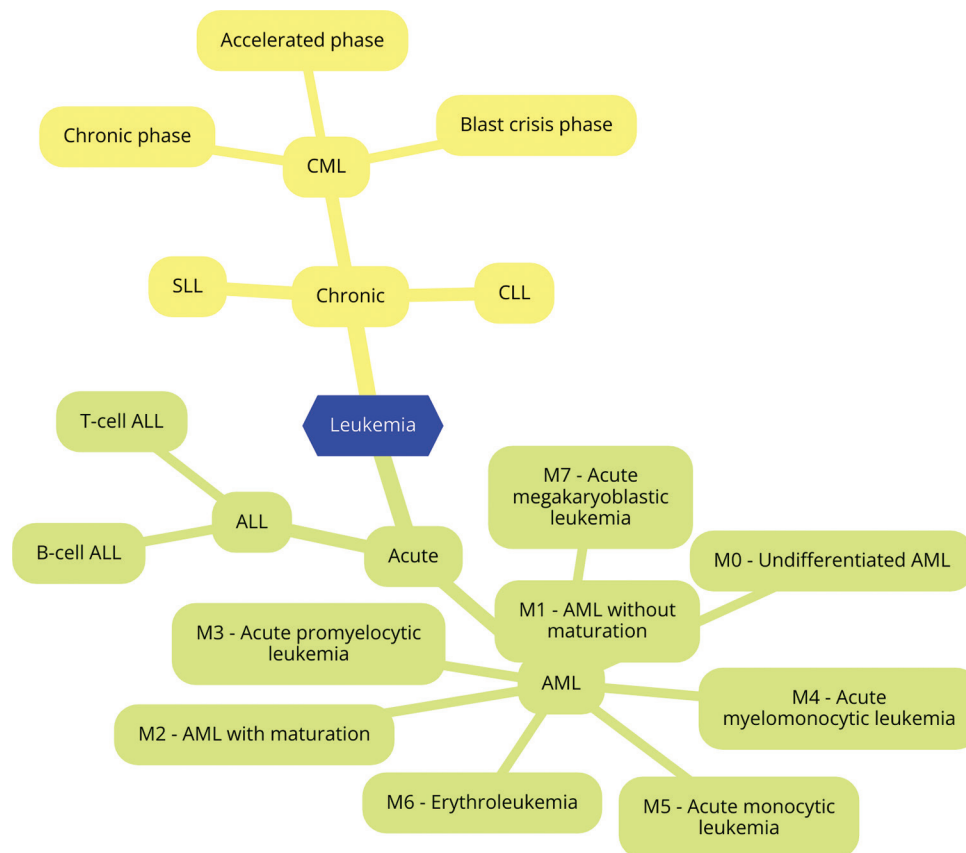 Accelerated phase
Chronic phase
Blast crisis phase
CML
SLL
Chronic
CLL
Leukemia
T-cell ALL
ALL
B-cell ALL
Acute
M7 - Acute
megakaryoblastic
leukemia
M0 - Undifferentiated AML
M1 - AML without
maturation
M3 - Acute promyelocytic
leukemia
AML
M4 - Acute
myelomonocytic leukemia
M2 - AML with maturation
M6 - Erythroleukemia
M5 - Acute monocytic
leukemia